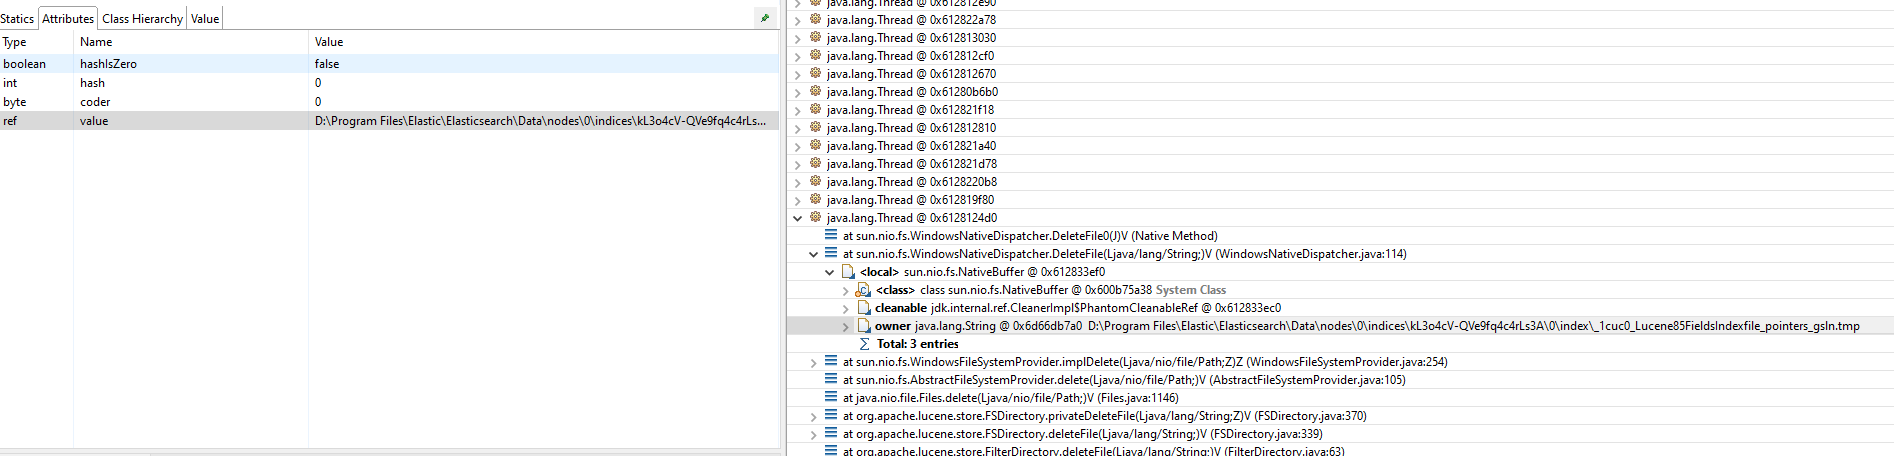 Statics Attributes Class Hierarchy Value
Type Name Value
boolean hashIsZero false
int hash 0
byte coder 0
ref value D:\Program Files\Elastic\Elasticsearch\Data\nodes\0\indices\kL3o4cV-QVe9fq4c4rLs...
java.lang.Thread @ 0x612812e90
java.lang.Thread @ 0x612822a78
java.lang.Thread @ 0x612813030
java.lang.Thread @ 0x612812cf0
java.lang.Thread @ 0x612812670
java.lang.Thread @ 0x61280b6b0
java.lang.Thread @ 0x612821f18
java.lang.Thread @ 0x612812810
java.lang.Thread @ 0x612821a40
java.lang.Thread @ 0x612821d78
java.lang.Thread @ 0x6128220b8
java.lang.Thread @ 0x612819f80
java.lang.Thread @ 0x6128124d0
at sun.nio.fs.WindowsNativeDispatcher.DeleteFile0(J)V (Native Method)
at sun.nio.fs.WindowsNativeDispatcher.DeleteFile(Ljava/lang/String;)V (WindowsNativeDispatcher.java:114)
<local> sun.nio.fs.NativeBuffer @ 0x612833ef0
<class> class sun.nio.fs.NativeBuffer @ 0x600b75a38 System Class
cleanable jdk.internal.ref.CleanerImpl$PhantomCleanableRef @ 0x612833ec0
owner java.lang.String @ 0x6d66db7a0 D:\Program Files\Elastic\Elasticsearch\Data\nodes\0\indices\kL3o4cV-QVe9fq4c4rLs3A\0\index\_1cuc0_Lucene85FieldsIndexfile_pointers_gsln.tmp
Total: 3 entries
at sun.nio.fs.WindowsFileSystemProvider.implDelete(Ljava/nio/file/Path;Z)Z (WindowsFileSystemProvider.java:254)
at sun.nio.fs.AbstractFileSystemProvider.delete(Ljava/nio/file/Path;)V (AbstractFileSystemProvider.java:105)
at java.nio.file.Files.delete(Ljava/nio/file/Path;)V (Files.java:1146)
at org.apache.lucene.store.FSDirectory.privateDeleteFile(Ljava/lang/String;Z)V (FSDirectory.java:370)
at org.apache.lucene.store.FSDirectory.deleteFile(Ljava/lang/String;)V (FSDirectory.java:339)
at org.apache.lucene.store.FilterDirectory.deleteFile(Ljava/lang/String;)V (FilterDirectory.java:63)